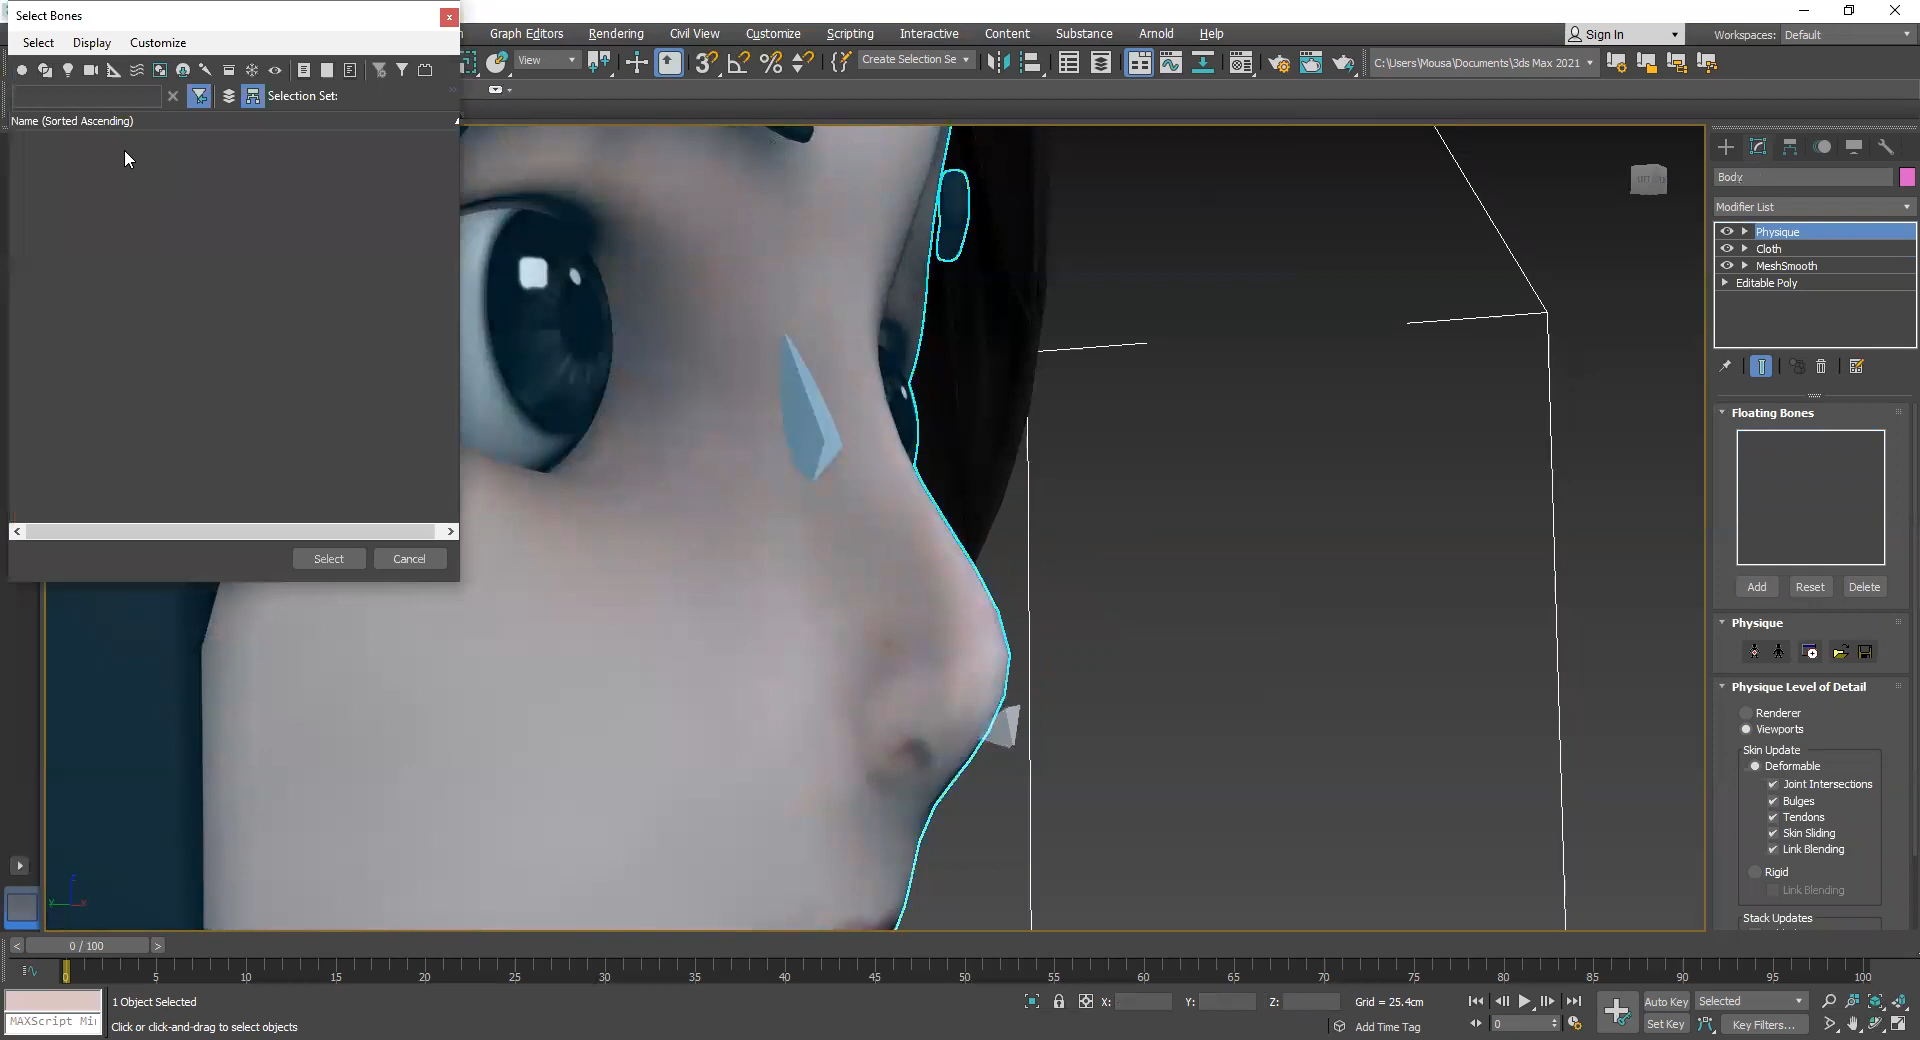 Select Bones
Select Display Customize
Selection Set:
Name (Sorted Ascending)
Select Cancel
Graph Editors Rendering Civil View Customize Scripting Interactive Content Substance Arnold Help
Sign In Workspaces: Default
View Create Selection Se C:\Users\Mousa\Documents\3ds Max 2021
Body
Modifier List
Physique
Cloth
MeshSmooth
Editable Poly
Floating Bones
Add Reset Delete
Physique
Physique Level of Detail
Renderer
Viewports
Skin Update
Deformable
Joint Intersections
Bulges
Tendons
Skin Sliding
Link Blending
Rigid
Link Blending
Stack Updates
z
y x
< 0 / 100 >
0 5 10 15 20 25 30 35 40 45 50 55 60 65 70 75 80 85 90 95 100
MAXScript Mi
1 Object Selected
Click or click-and-drag to select objects
X: Y: Z: Grid = 25.4cm
Add Time Tag
0
Auto Key Selected
Set Key Key Filters...